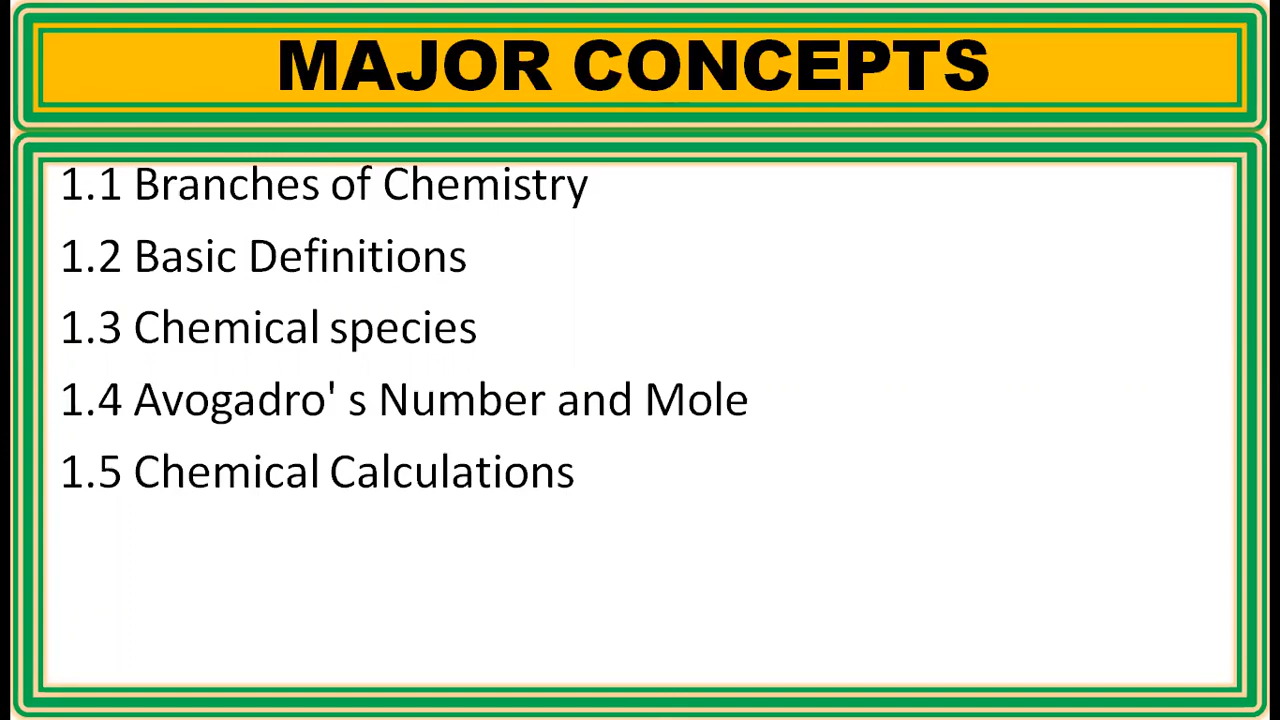 MAJOR CONCEPTS
1.1 Branches of Chemistry
1.2 Basic Definitions
1.3 Chemical species
1.4 Avogadro' s Number and Mole
1.5 Chemical Calculations